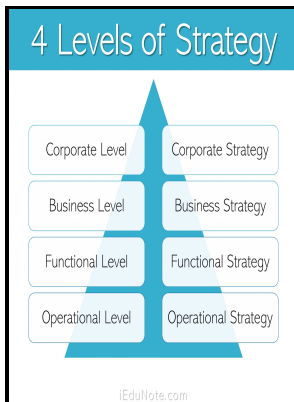 4 Levels of Strategy
Corporate Level Corporate Strategy
Business Level Business Strategy
Functional Level Functional Strategy
Operational Level Operational Strategy
iEduNote.com